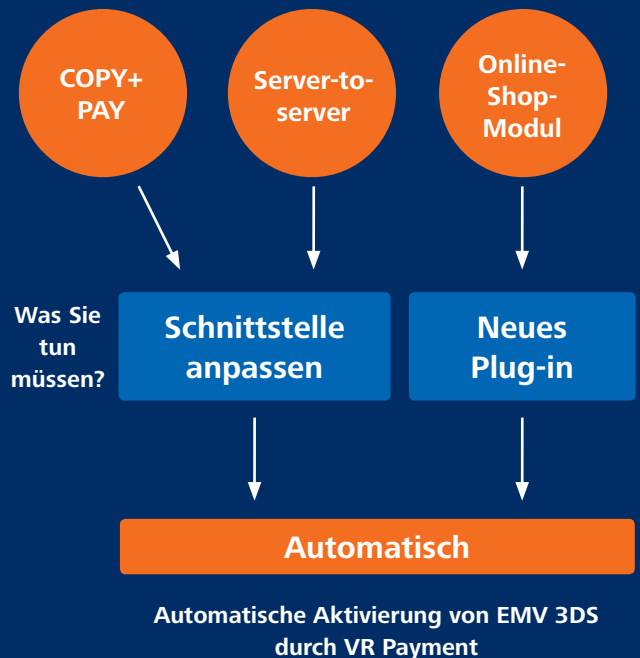 COPY+
PAY
Server-to-
server
Online-
Shop-
Modul
Was Sie
tun
müssen?
Schnittstelle
anpassen
Neues
Plug-in
Automatisch
Automatische Aktivierung von EMV 3DS
durch VR Payment